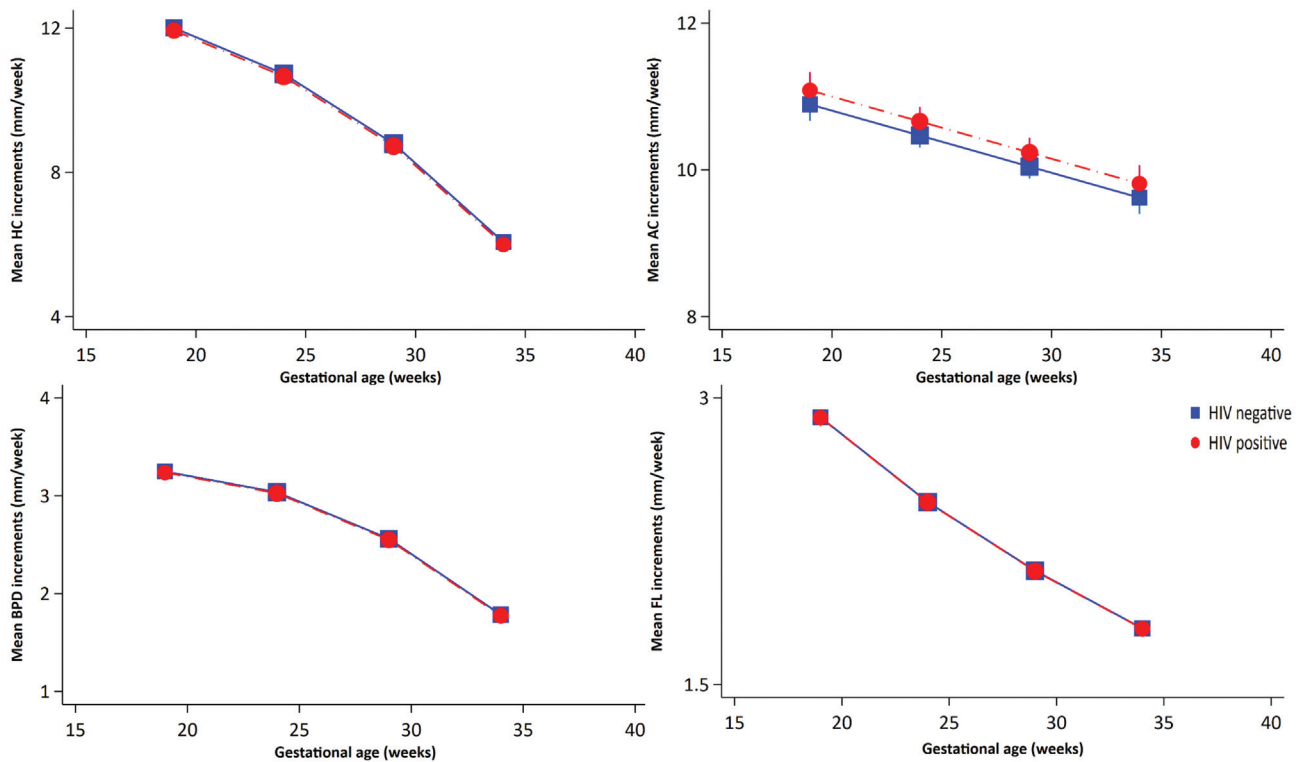 Mean HC increments (mm/week)
12
8
4
15 20 25 30 35 40
Gestational age (weeks)
Mean AC increments (mm/week)
12
10
8
15 20 25 30 35 40
Gestational age (weeks)
Mean BPD increments (mm/week)
4
3
2
1
15 20 25 30 35 40
Gestational age (weeks)
Mean FL increments (mm/week)
3
1.5
15 20 25 30 35 40
Gestational age (weeks)
HIV negative
HIV positive